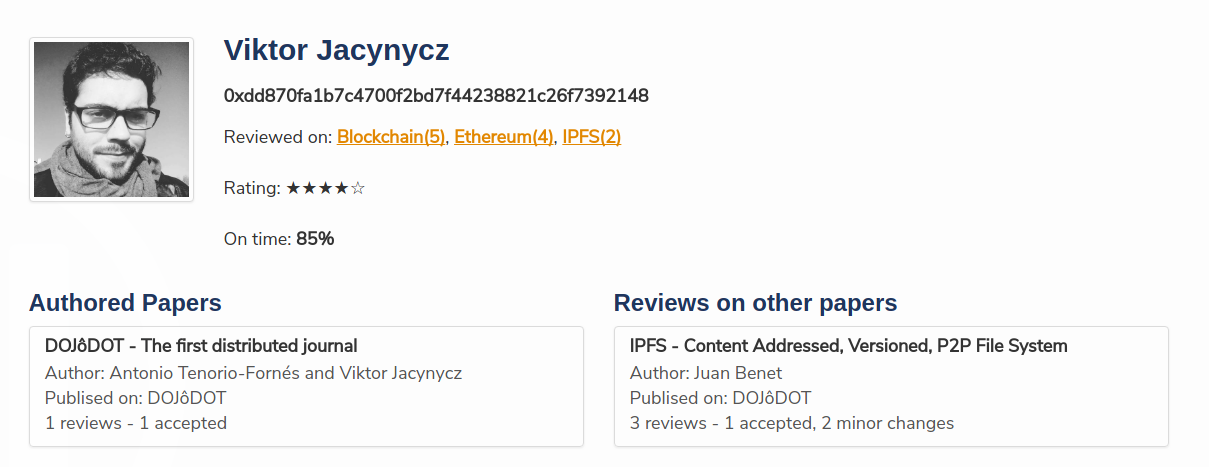 Viktor Jacynycz
0xdd870fa1b7c4700f2bd7f44238821c26f7392148
Reviewed on: Blockchain(5), Ethereum(4), IPFS(2)
Rating: ★★★★☆
On time: 85%
Authored Papers
DOJôDOT - The first distributed journal
Author: Antonio Tenorio-Fornés and Viktor Jacynycz
Publised on: DOJôDOT
1 reviews - 1 accepted
Reviews on other papers
IPFS - Content Addressed, Versioned, P2P File System
Author: Juan Benet
Publised on: DOJôDOT
3 reviews - 1 accepted, 2 minor changes